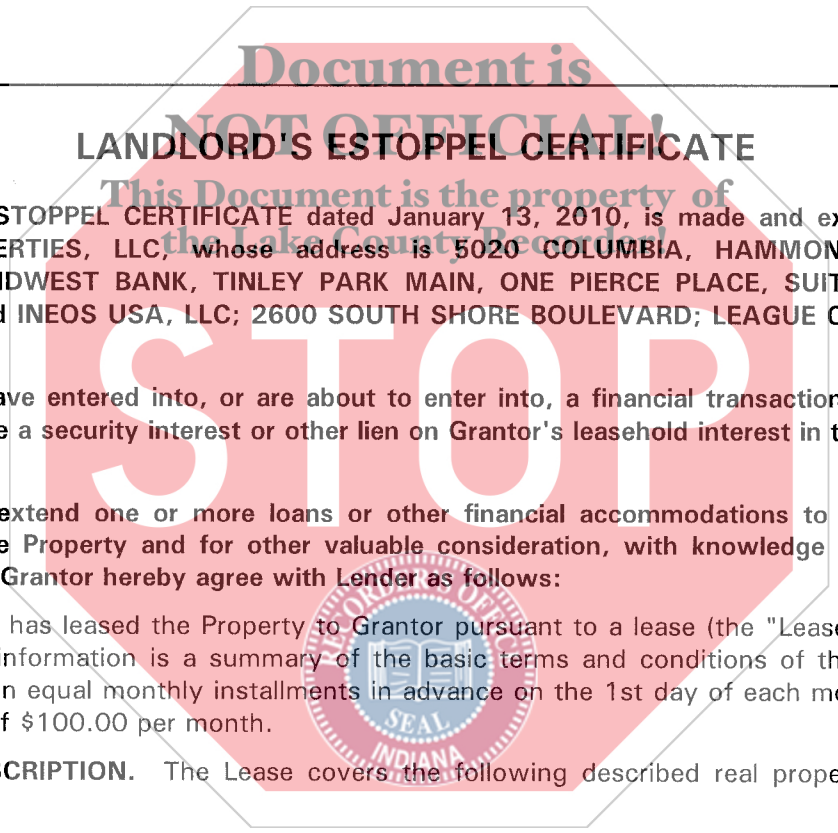 Document is
NOT OFFICIAL!
LANDLORD'S ESTOPPEL CERTIFICATE
This Document is the property of
the Lake County Recorder!
STOPPEL CERTIFICATE dated January 13, 2010, is made and ex
ERTIES, LLC, whose address is 5020 COLUMBIA, HAMMON
IDWEST BANK, TINLEY PARK MAIN, ONE PIERCE PLACE, SUIT
d INEOS USA, LLC; 2600 SOUTH SHORE BOULEVARD; LEAGUE C
STOP
ave entered into, or are about to enter into, a financial transaction
e a security interest or other lien on Grantor's leasehold interest in t
extend one or more loans or other financial accommodations to
e Property and for other valuable consideration, with knowledge
Grantor hereby agree with Lender as follows:
has leased the Property to Grantor pursuant to a lease (the "Lease
information is a summary of the basic terms and conditions of th
n equal monthly installments in advance on the 1st day of each mo
f $100.00 per month.
RECORDER'S OFFICE
SEAL
INDIANA
SCRIPTION. The Lease covers the following described real prope